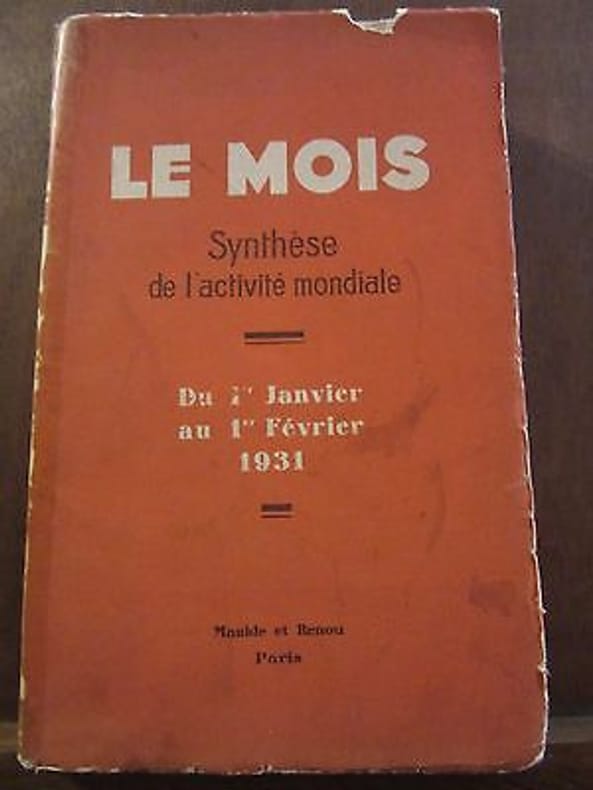 LE MOIS
Synthèse
de l'activité mondiale
Du 1er Janvier
au 1er Février
1931
Maulde et Renou
Paris